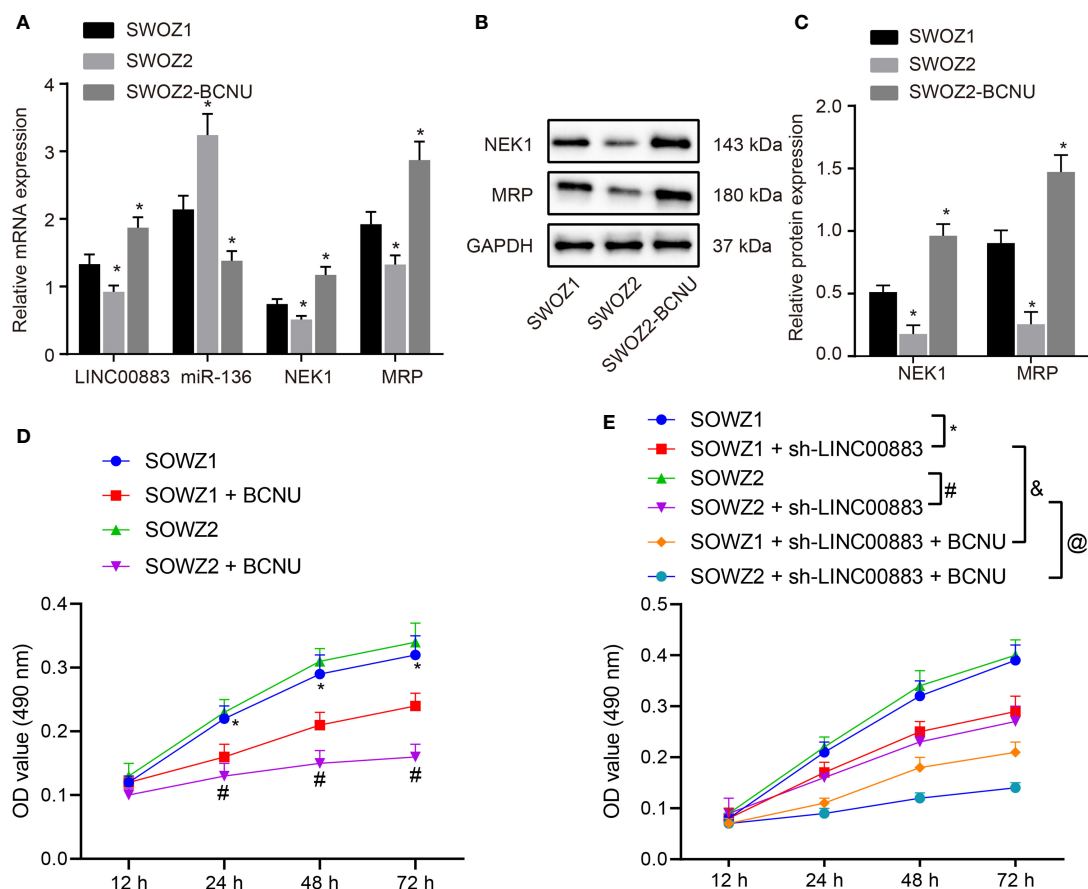 A
SWOZ1
SWOZ2
SWOZ2-BCNU
Relative mRNA expression
4
3
2
1
0
* * * * * * * *
LINC00883 miR-136 NEK1 MRP
B
NEK1 143 kDa
MRP 180 kDa
GAPDH 37 kDa
SWOZ1 SWOZ2 SWOZ2-BCNU
C
SWOZ1
SWOZ2
SWOZ2-BCNU
Relative protein expression
2.0
1.5
1.0
0.5
0.0
* * * *
NEK1 MRP
D
SOWZ1
SOWZ1 + BCNU
SOWZ2
SOWZ2 + BCNU
OD value (490 nm)
0.4
0.3
0.2
0.1
0.0
* * *
# # #
12 h 24 h 48 h 72 h
E
SOWZ1
SOWZ1 + sh-LINC00883
SOWZ2
SOWZ2 + sh-LINC00883
SOWZ1 + sh-LINC00883 + BCNU
SOWZ2 + sh-LINC00883 + BCNU
*
#
&
@
OD value (490 nm)
0.5
0.4
0.3
0.2
0.1
0.0
12 h 24 h 48 h 72 h